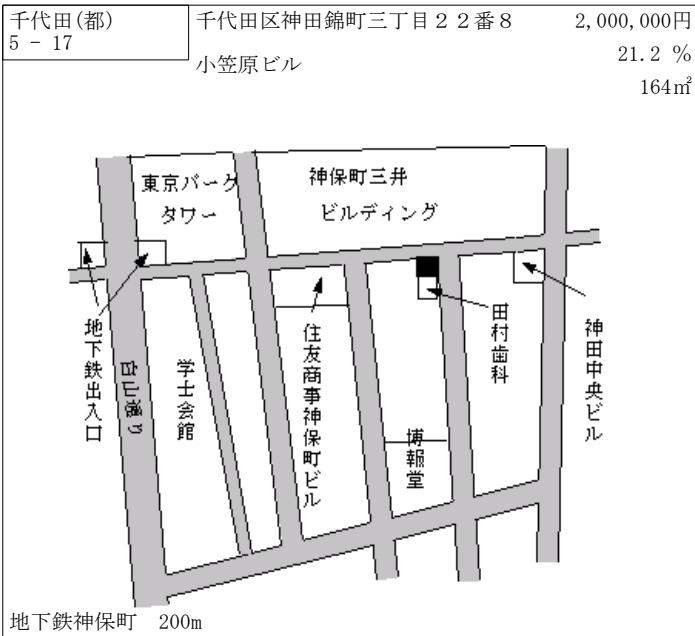 千代田(都)
5 - 17
千代田区神田錦町三丁目２２番８
2,000,000円
小笠原ビル
21.2 %
164㎡
東京パーク
タワー
神保町三井
ビルディング
地下鉄出入口
白山通り
学士会館
住友商事神保町ビル
博報堂
田村歯科
神田中央ビル
地下鉄神保町　200m